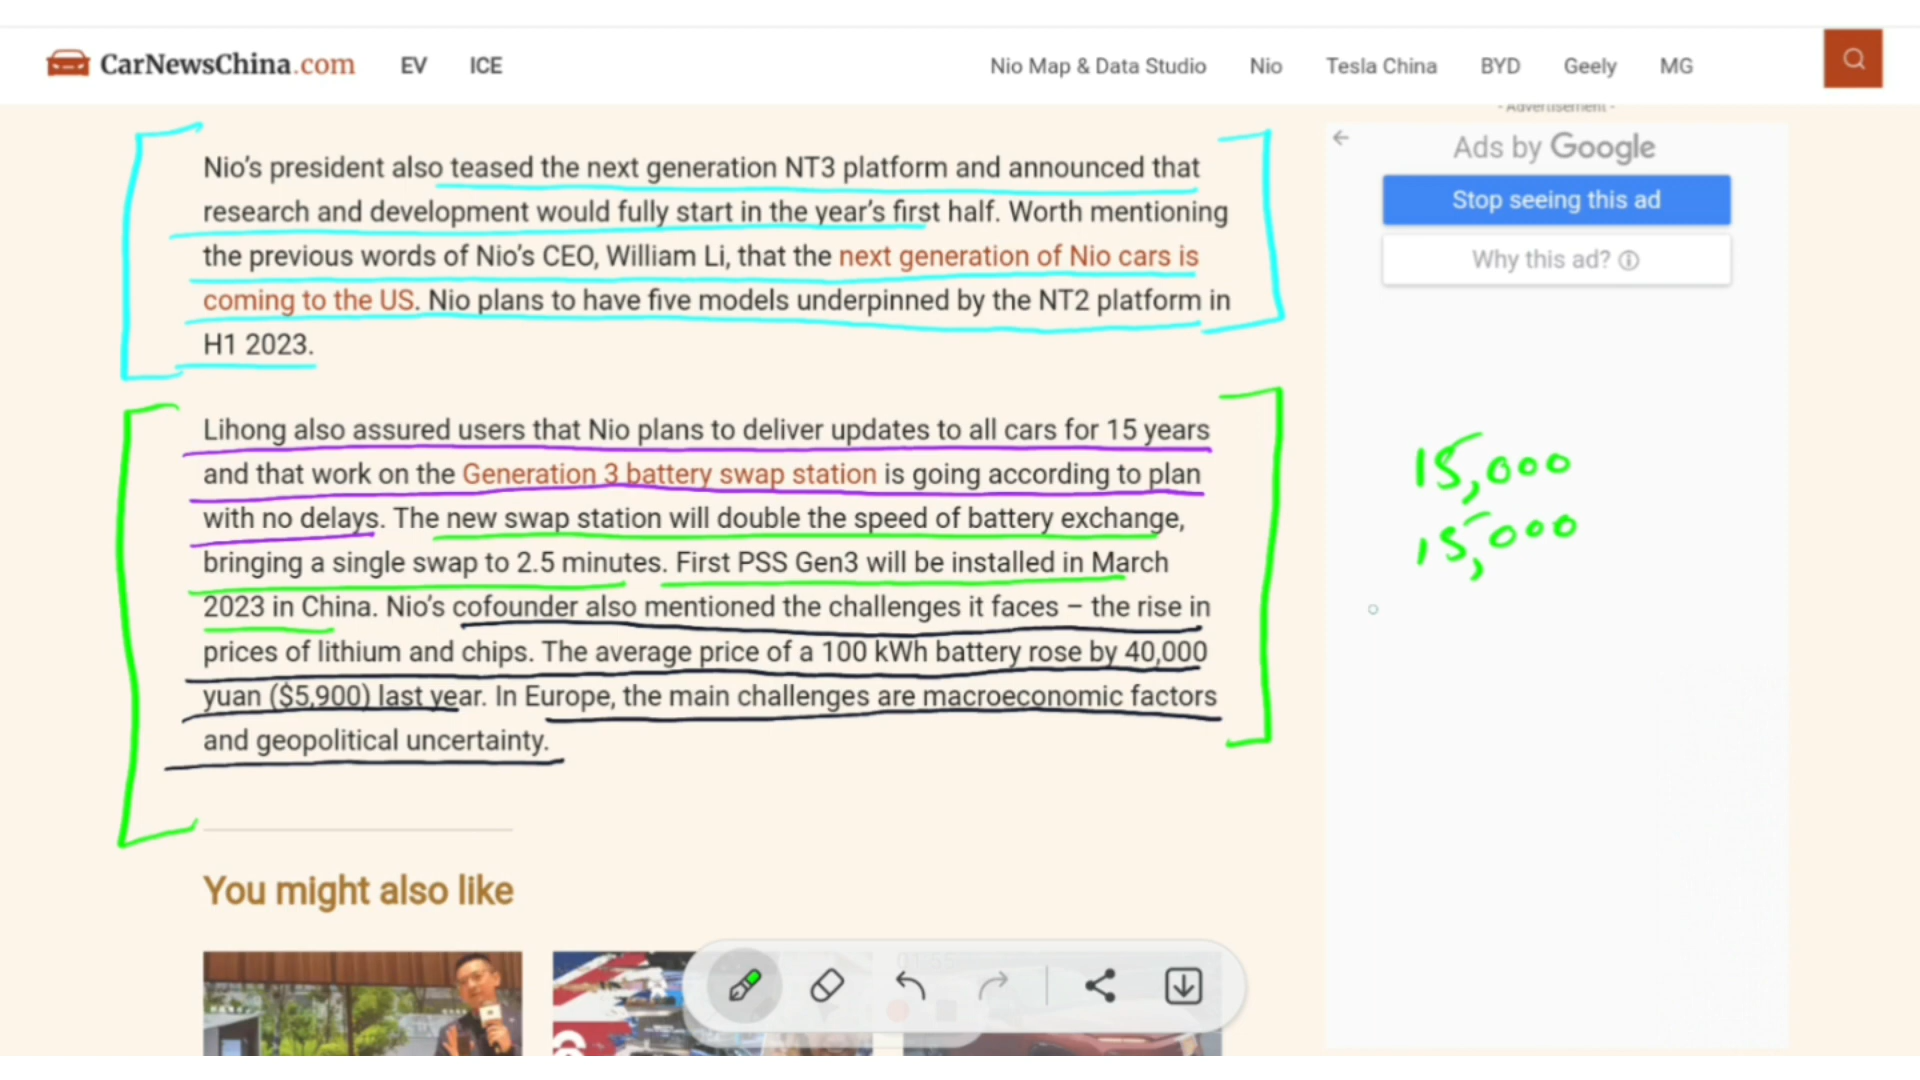 CarNewsChina.com EV ICE Nio Map & Data Studio Nio Tesla China BYD Geely MG
- Advertisement -
Ads by Google
Stop seeing this ad
Why this ad?
Nio's president also teased the next generation NT3 platform and announced that
research and development would fully start in the year's first half. Worth mentioning
the previous words of Nio's CEO, William Li, that the next generation of Nio cars is
coming to the US. Nio plans to have five models underpinned by the NT2 platform in
H1 2023.
Lihong also assured users that Nio plans to deliver updates to all cars for 15 years
and that work on the Generation 3 battery swap station is going according to plan
with no delays. The new swap station will double the speed of battery exchange,
bringing a single swap to 2.5 minutes. First PSS Gen3 will be installed in March
2023 in China. Nio's cofounder also mentioned the challenges it faces – the rise in
prices of lithium and chips. The average price of a 100 kWh battery rose by 40,000
yuan ($5,900) last year. In Europe, the main challenges are macroeconomic factors
and geopolitical uncertainty.
15,000
15,000
You might also like
01:55